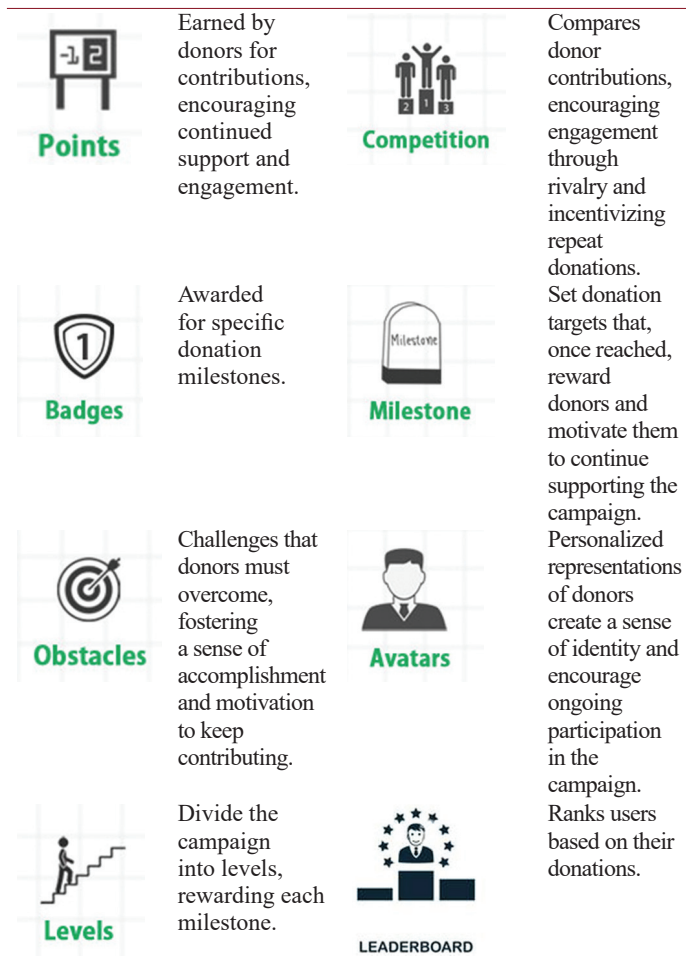 -1 2
Points
Earned by
donors for
contributions,
encouraging
continued
support and
engagement.
2 1 3
Competition
Compares
donor
contributions,
encouraging
engagement
through
rivalry and
incentivizing
repeat
donations.
1
Badges
Awarded
for specific
donation
milestones.
Milestone
Milestone
Set donation
targets that,
once reached,
reward
donors and
motivate them
to continue
supporting the
campaign.
Obstacles
Challenges that
donors must
overcome,
fostering
a sense of
accomplishment
and motivation
to keep
contributing.
Avatars
Personalized
representations
of donors
create a sense
of identity and
encourage
ongoing
participation
in the
campaign.
Levels
Divide the
campaign
into levels,
rewarding each
milestone.
LEADERBOARD
Ranks users
based on their
donations.